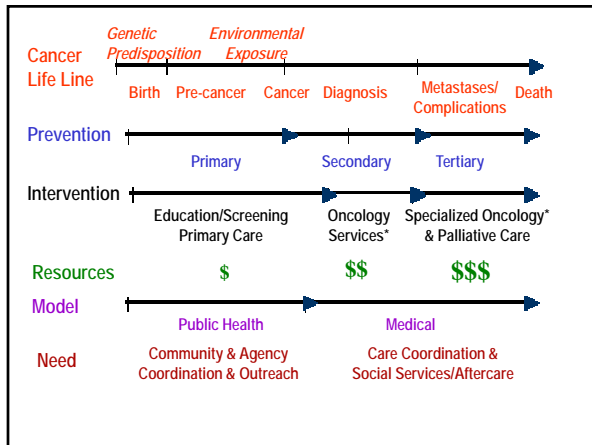 Genetic Environmental
Predisposition Exposure
Cancer
Life Line
Birth Pre-cancer Cancer Diagnosis Metastases/
Complications Death
Prevention
Primary Secondary Tertiary
Intervention
Education/Screening Oncology Specialized Oncology*
Primary Care Services* & Palliative Care
Resources $ $$ $$$
Model
Public Health Medical
Need
Community & Agency Care Coordination &
Coordination & Outreach Social Services/Aftercare